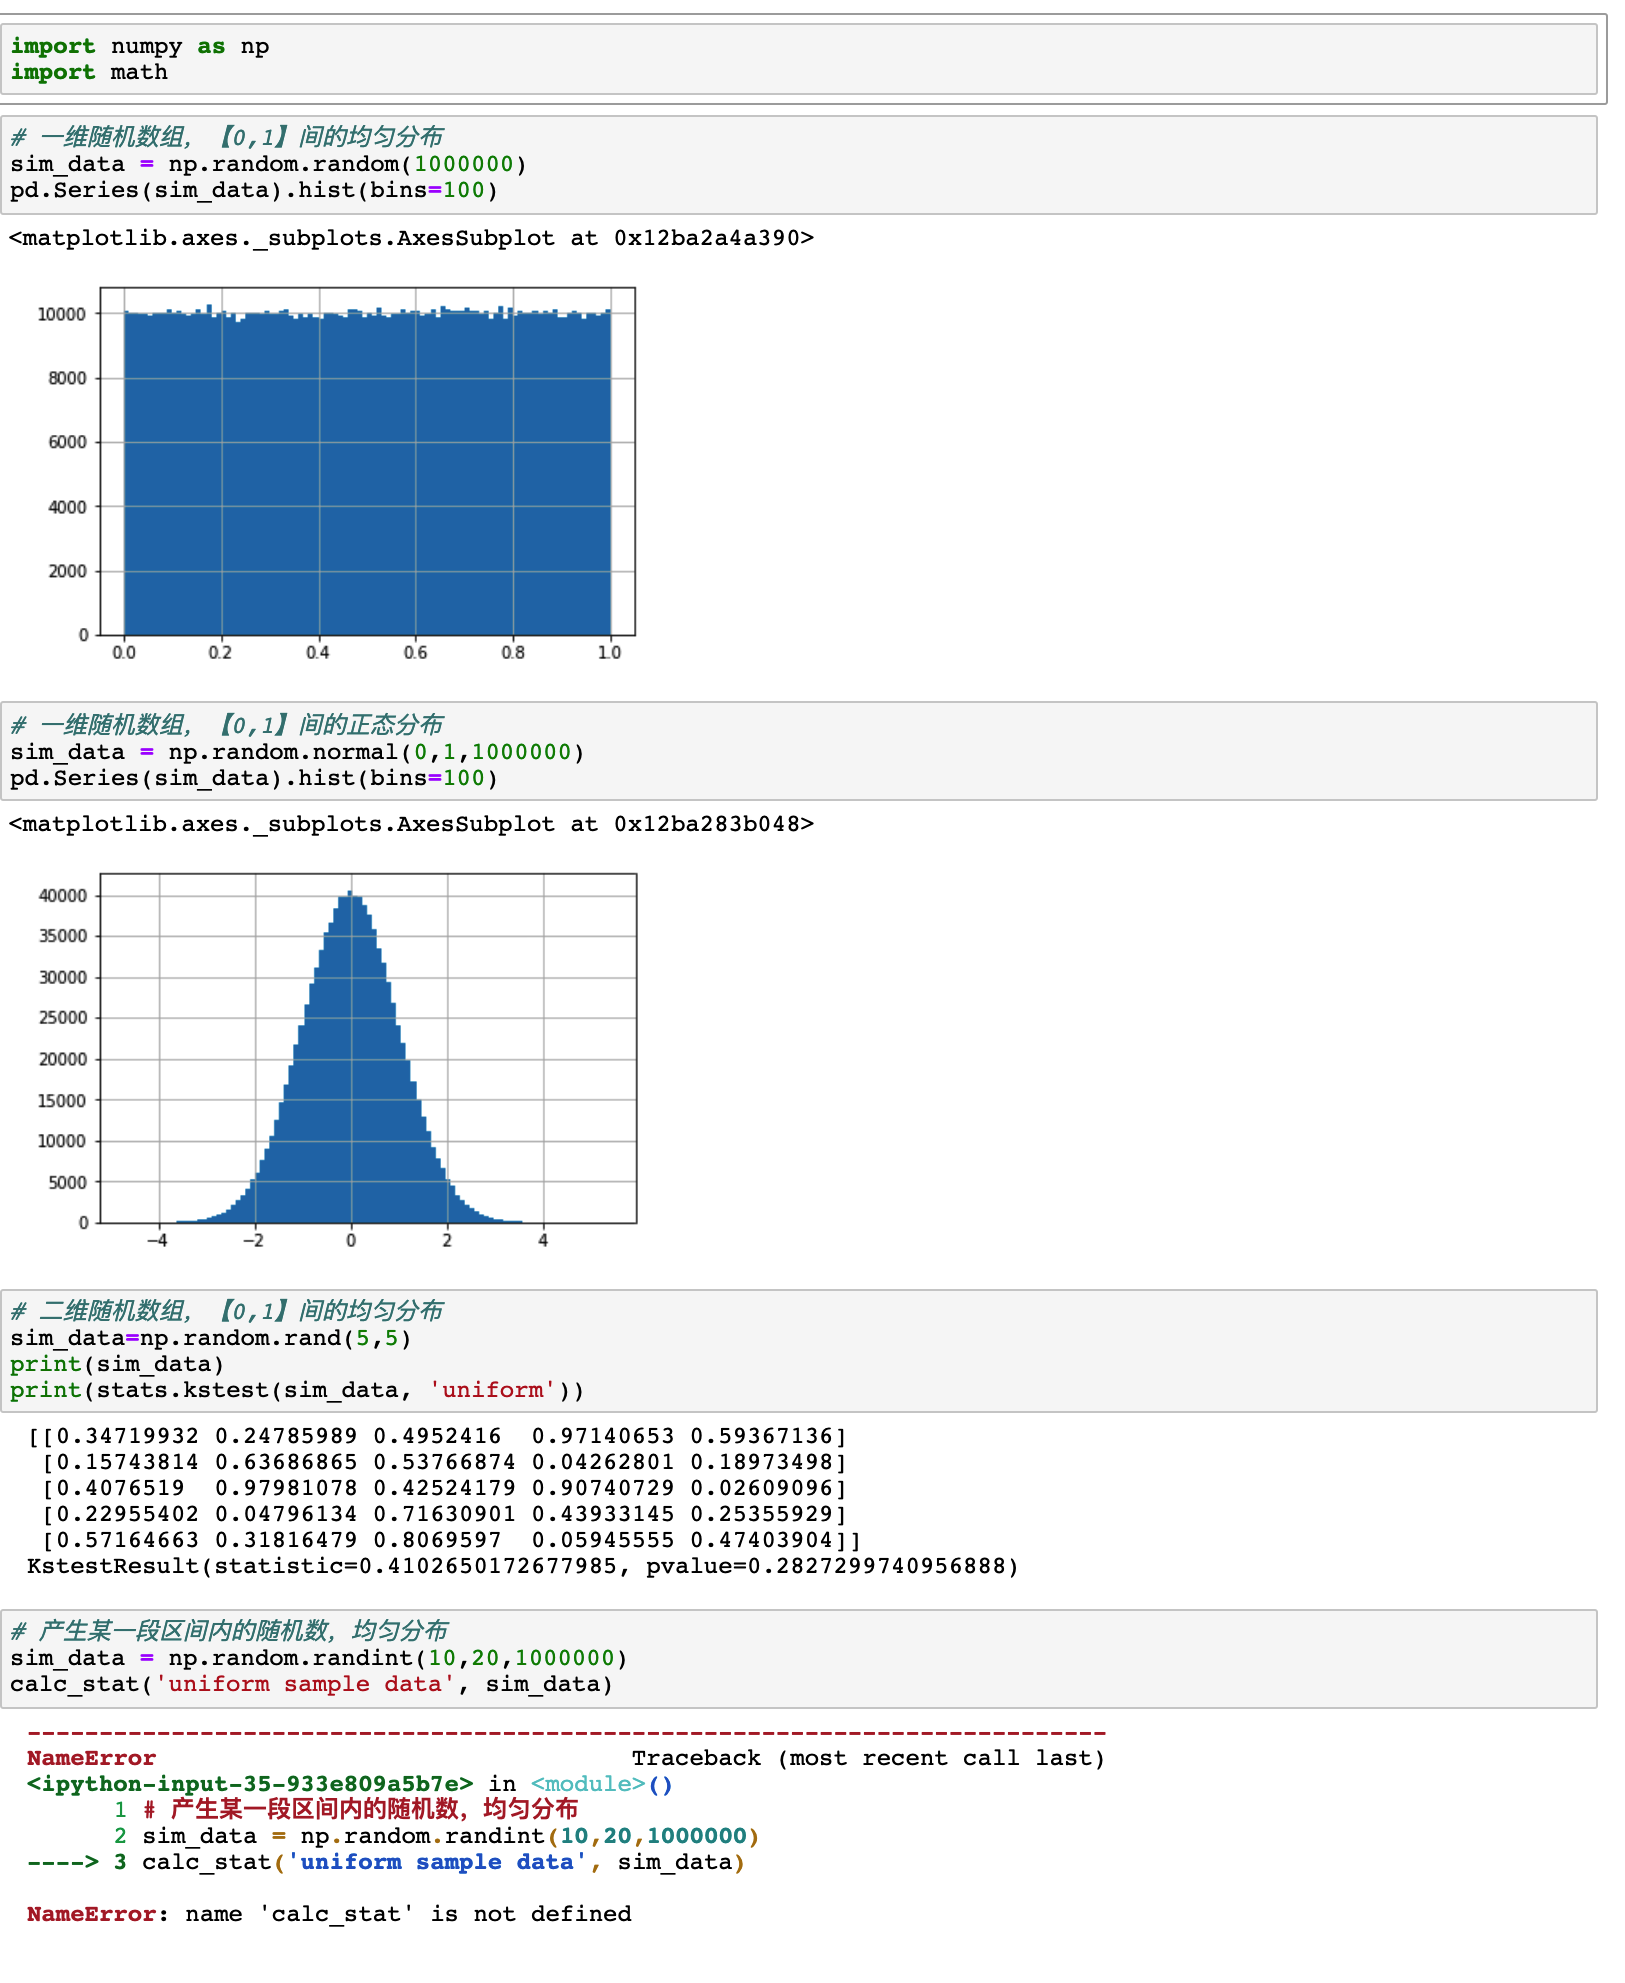 import numpy as np
import math
# 一维随机数组，【0,1】间的均匀分布
sim_data = np.random.random(1000000)
pd.Series(sim_data).hist(bins=100)
<matplotlib.axes._subplots.AxesSubplot at 0x12ba2a4a390>
10000
8000
6000
4000
2000
0
0.0 0.2 0.4 0.6 0.8 1.0
# 一维随机数组，【0,1】间的正态分布
sim_data = np.random.normal(0,1,1000000)
pd.Series(sim_data).hist(bins=100)
<matplotlib.axes._subplots.AxesSubplot at 0x12ba283b048>
40000
35000
30000
25000
20000
15000
10000
5000
0
−4 −2 0 2 4
# 二维随机数组，【0,1】间的均匀分布
sim_data=np.random.rand(5,5)
print(sim_data)
print(stats.kstest(sim_data, 'uniform'))
[[0.34719932 0.24785989 0.4952416  0.97140653 0.59367136]
 [0.15743814 0.63686865 0.53766874 0.04262801 0.18973498]
 [0.4076519  0.97981078 0.42524179 0.90740729 0.02609096]
 [0.22955402 0.04796134 0.71630901 0.43933145 0.25355929]
 [0.57164663 0.31816479 0.8069597  0.05945555 0.47403904]]
KstestResult(statistic=0.4102650172677985, pvalue=0.2827299740956888)
# 产生某一段区间内的随机数，均匀分布
sim_data = np.random.randint(10,20,1000000)
calc_stat('uniform sample data', sim_data)
---------------------------------------------------------------------------
NameError                                 Traceback (most recent call last)
<ipython-input-35-933e809a5b7e> in <module>()
      1 # 产生某一段区间内的随机数，均匀分布
      2 sim_data = np.random.randint(10,20,1000000)
----> 3 calc_stat('uniform sample data', sim_data)
NameError: name 'calc_stat' is not defined